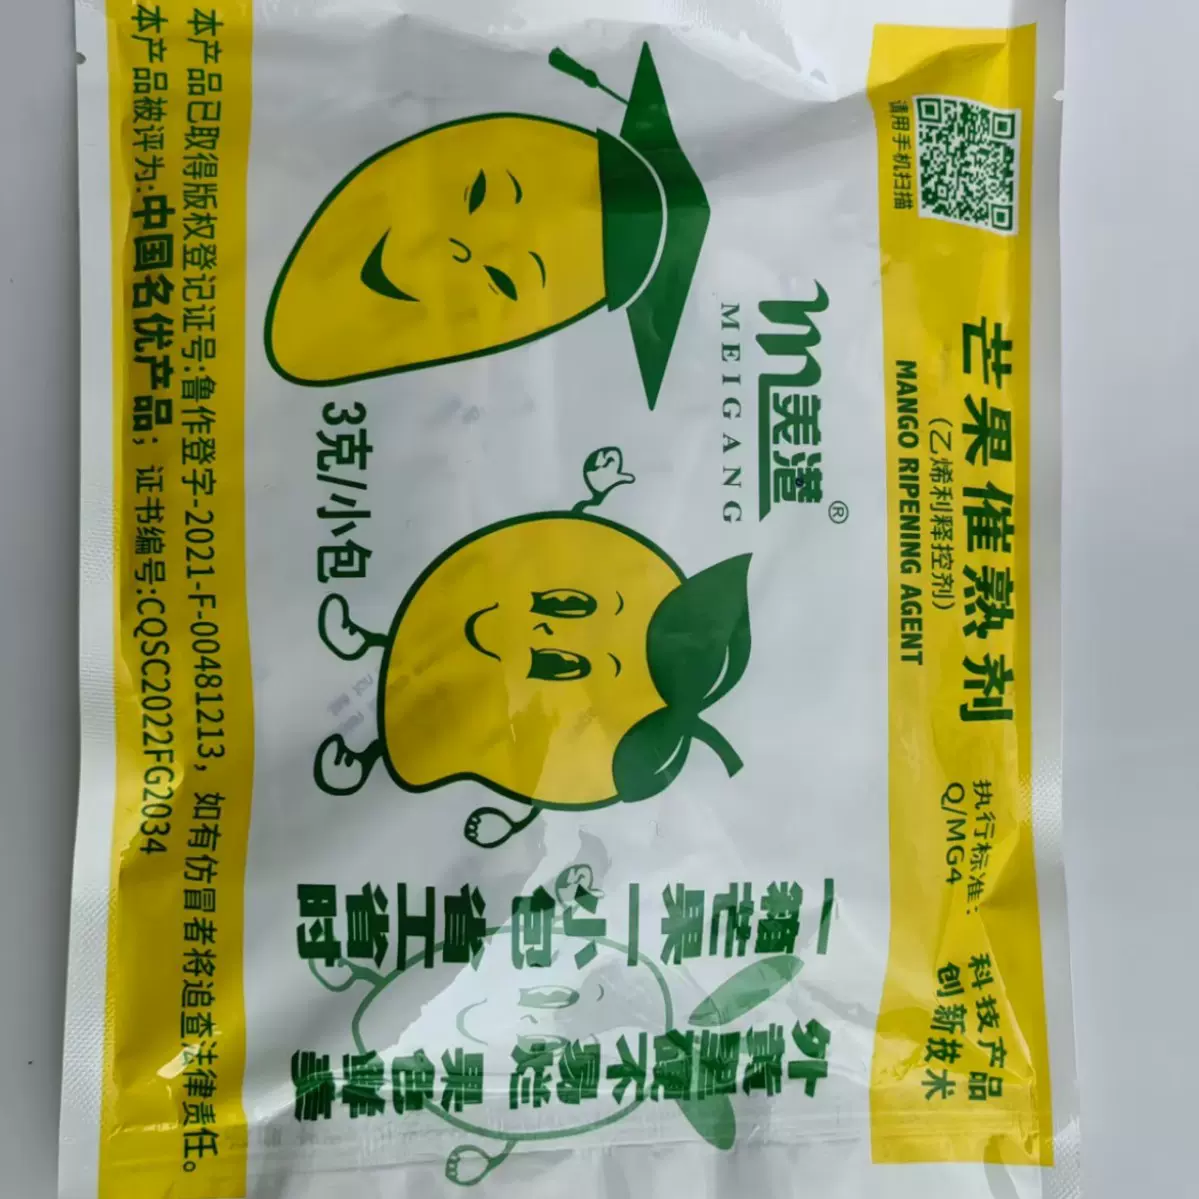 请用手机扫描
芒果催熟剂
(乙烯利释控剂)
MANGO RIPENING AGENT
执行标准:
Q/MG4
科技产品
创新技术
美港®
MEIGANG
一箱芒果一小包 省工省时
外黄里硬不易烂 果色鲜美
3克/小包
本产品已取得版权登记证号:鲁作登字-2021-F-00481213，如有仿冒者将追查法律责任。
本产品被评为:中国名优产品；证书编号:CQSC2022FG2034